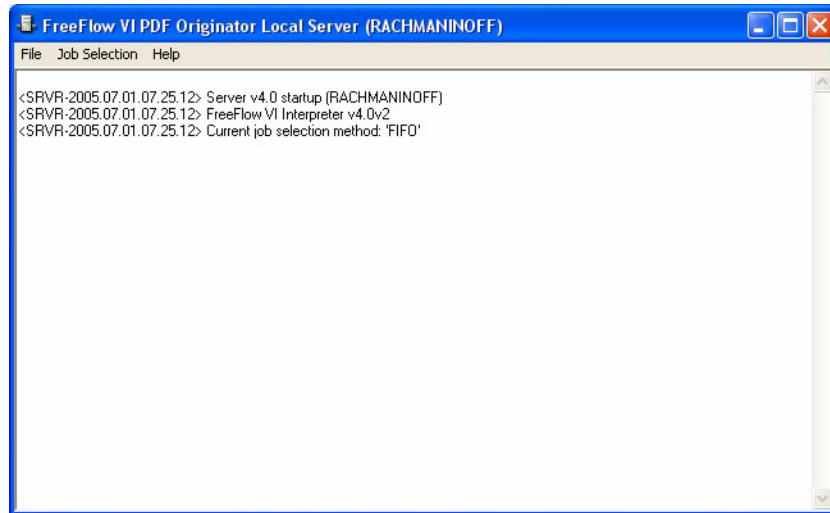 FreeFlow VI PDF Originator Local Server (RACHMANINOFF)
File Job Selection Help
<SRVR-2005.07.01.07.25.12> Server v4.0 startup (RACHMANINOFF)
<SRVR-2005.07.01.07.25.12> FreeFlow VI Interpreter v4.0v2
<SRVR-2005.07.01.07.25.12> Current job selection method: 'FIFO'